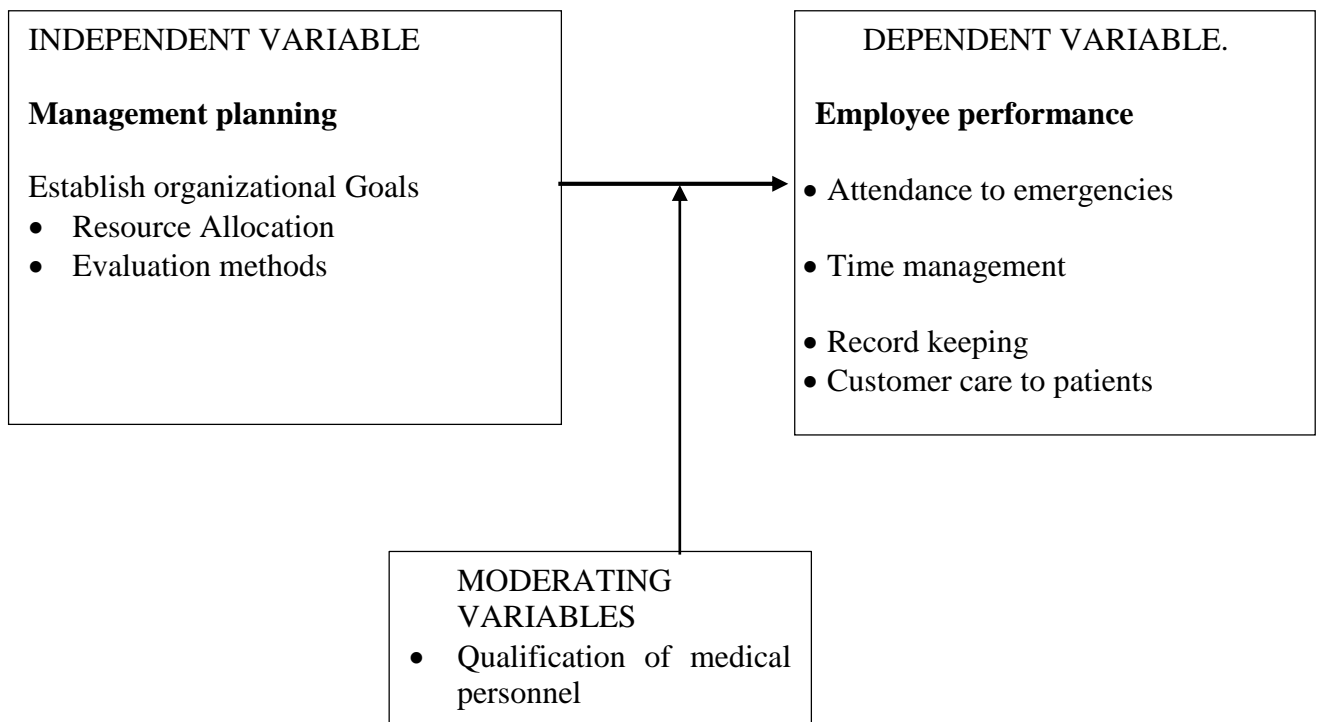 INDEPENDENT VARIABLE
Management planning
Establish organizational Goals
• Resource Allocation
• Evaluation methods
DEPENDENT VARIABLE.
Employee performance
• Attendance to emergencies
• Time management
• Record keeping
• Customer care to patients
MODERATING
VARIABLES
• Qualification of medical
personnel